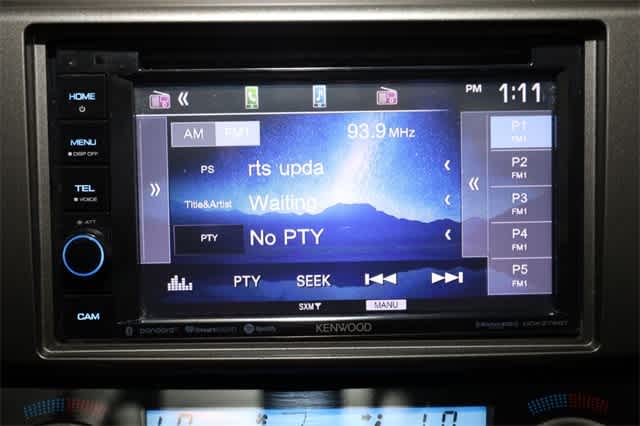 HOME
PM 1:11
AM FM1 93.9 MHz
P1
FM1
MENU
DISP OFF
PS rts upda
P2
FM1
TEL
VOICE
Title&Artist Waiting
P3
FM1
ATT
PTY No PTY
P4
FM1
PTY SEEK
P5
FM1
CAM
SXM MANU
pandora iHeartRADIO Spotify KENWOOD SiriusXM